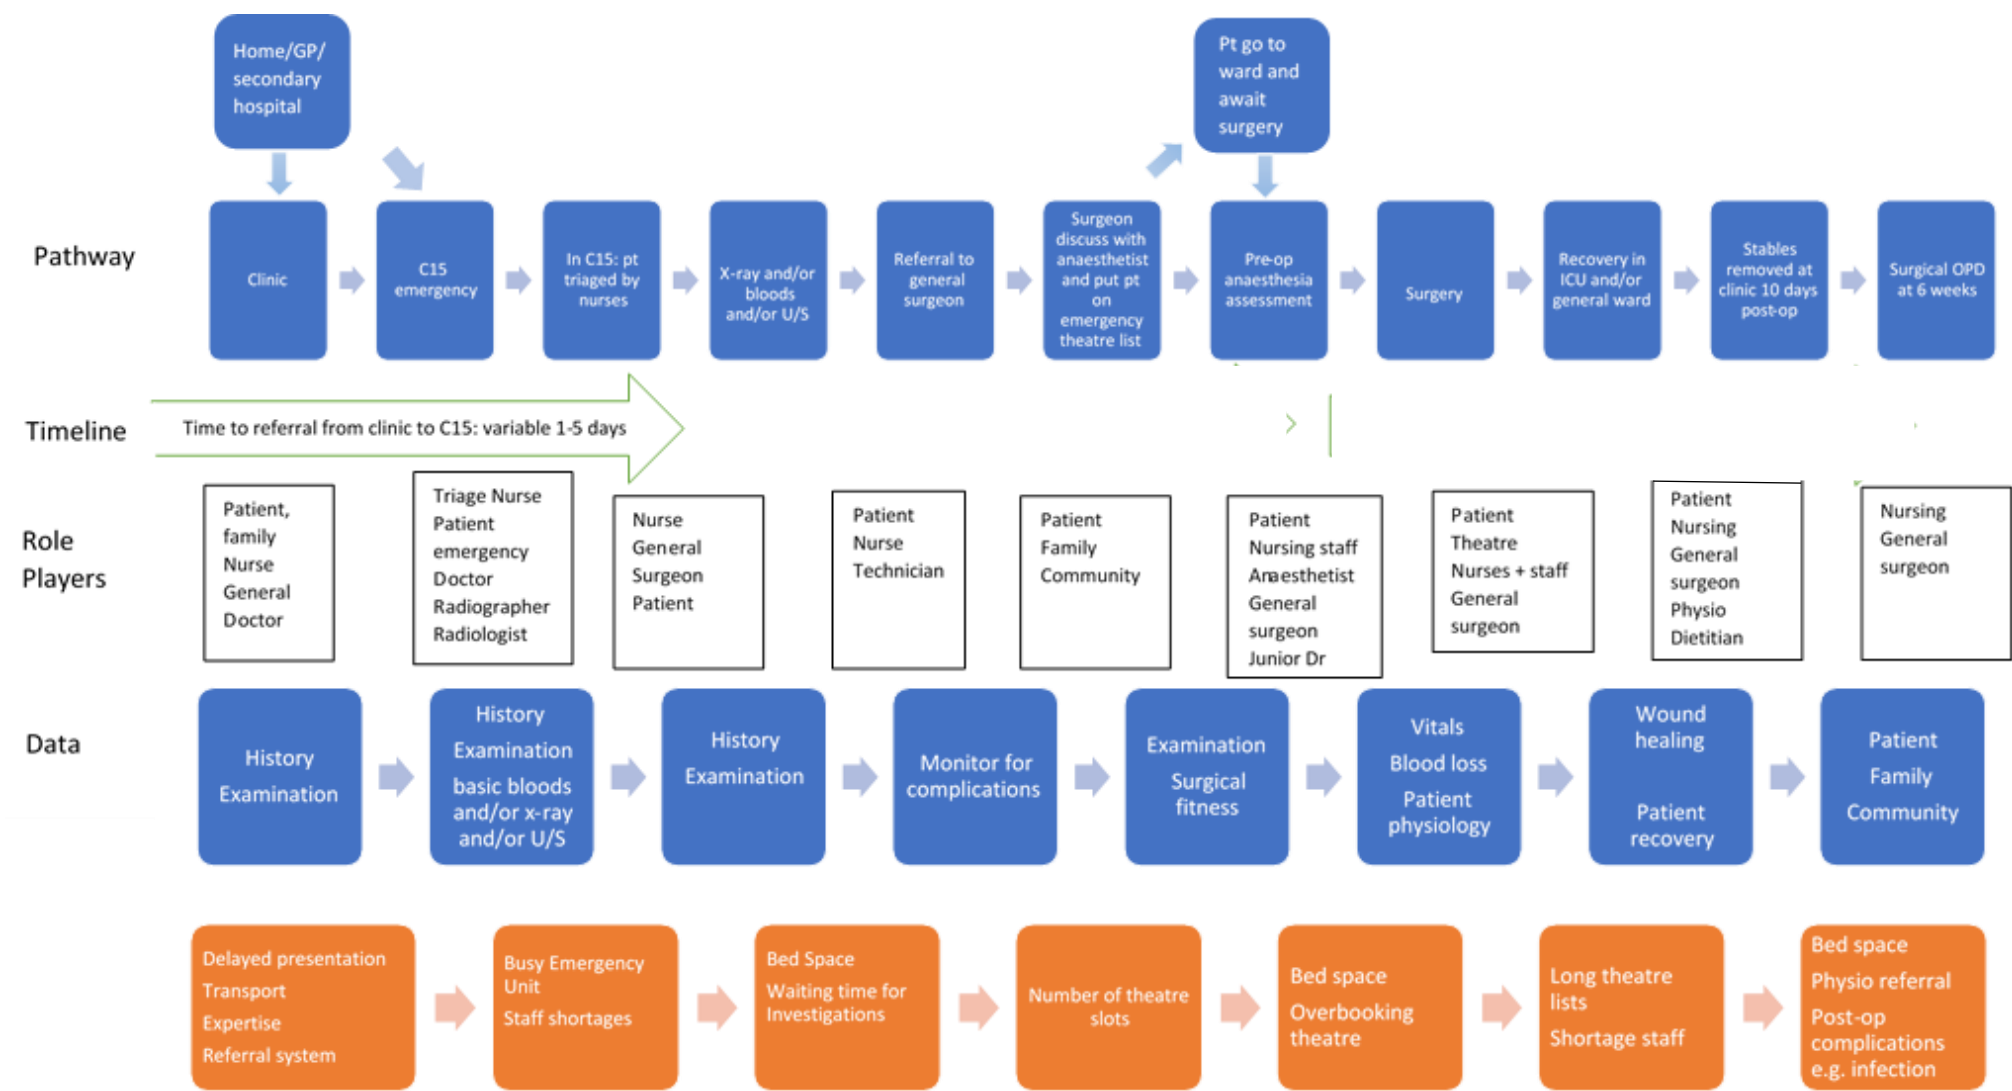 Home/GP/
secondary
hospital
Pt go to
ward and
await
surgery
Pathway
Clinic
C15
emergency
In C15: pt
triaged by
nurses
X-ray and/or
bloods
and/or U/S
Referral to
general
surgeon
Surgeon
discuss with
anaesthetist
and put pt
on
emergency
theatre list
Pre-op
anaesthesia
assessment
Surgery
Recovery in
ICU and/or
general ward
Stables
removed at
clinic 10 days
post-op
Surgical OPD
at 6 weeks
Timeline
Time to referral from clinic to C15: variable 1-5 days
Role
Players
Patient,
family
Nurse
General
Doctor
Triage Nurse
Patient
emergency
Doctor
Radiographer
Radiologist
Nurse
General
Surgeon
Patient
Patient
Nurse
Technician
Patient
Family
Community
Patient
Nursing staff
Anaesthetist
General
surgeon
Junior Dr
Patient
Theatre
Nurses + staff
General
surgeon
Patient
Nursing
General
surgeon
Physio
Dietitian
Nursing
General
surgeon
Data
History
Examination
History
Examination
basic bloods
and/or x-ray
and/or U/S
History
Examination
Monitor for
complications
Examination
Surgical
fitness
Vitals
Blood loss
Patient
physiology
Wound
healing
Patient
recovery
Patient
Family
Community
Delayed presentation
Transport
Expertise
Referral system
Busy Emergency
Unit
Staff shortages
Bed Space
Waiting time for
Investigations
Number of theatre
slots
Bed space
Overbooking
theatre
Long theatre
lists
Shortage staff
Bed space
Physio referral
Post-op
complications
e.g. infection